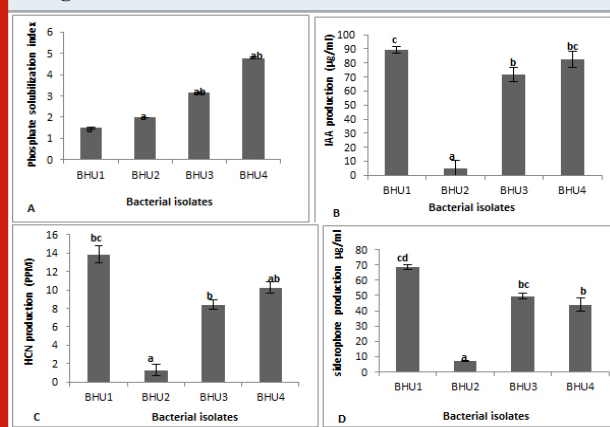 Phosphate solubilization index
6
5
4
3
2
1
0
a
a
ab
ab
BHU1 BHU2 BHU3 BHU4
Bacterial isolates
A
IAA production (µg/ml)
100
90
80
70
60
50
40
30
20
10
0
c
a
b
bc
BHU1 BHU2 BHU3 BHU4
Bacterial isolates
B
HCN production (PPM)
16
14
12
10
8
6
4
2
0
bc
a
b
ab
BHU1 BHU2 BHU3 BHU4
Bacterial isolates
C
siderophore production µg/ml
80
70
60
50
40
30
20
10
0
cd
a
bc
b
BHU1 BHU2 BHU3 BHU4
Bacterial isolates
D